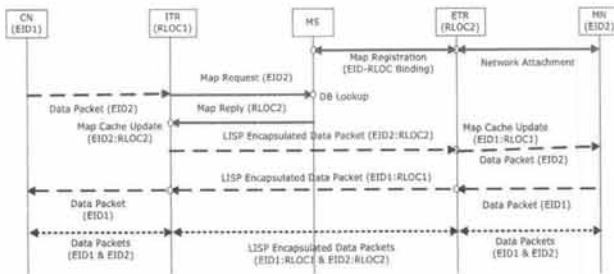 CN
(EID1)
ITR
(RLOC1)
MS
ETR
(RLOC2)
MN
(EID2)
Map Registration
(EID-RLOC Binding)
Network Attachment
Map Request (EID2)
Data Packet (EID2)
DB Lookup
Map Reply (RLOC2)
Map Cache Update
(EID2:RLOC2)
LISP Encapsulated Data Packet (EID2:RLOC2)
Map Cache Update
(EID1:RLOC1)
Data Packet (EID2)
LISP Encapsulated Data Packet (EID1:RLOC1)
Data Packet
(EID1)
Data Packet (EID1)
Data Packets
(EID1 & EID2)
LISP Encapsulated Data Packets
(EID1:RLOC1 & EID2:RLOC2)
Data Packets
(EID1 & EID2)